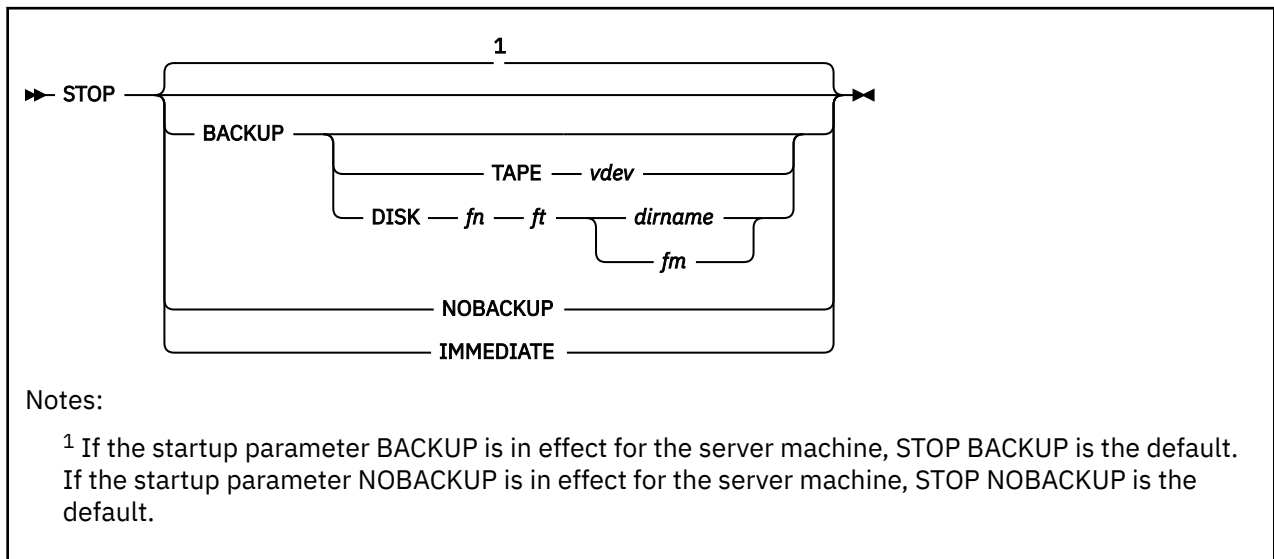 1
STOP
BACKUP
TAPE vdev
DISK fn ft dirname
fm
NOBACKUP
IMMEDIATE
Notes:
1 If the startup parameter BACKUP is in effect for the server machine, STOP BACKUP is the default.
If the startup parameter NOBACKUP is in effect for the server machine, STOP NOBACKUP is the
default.